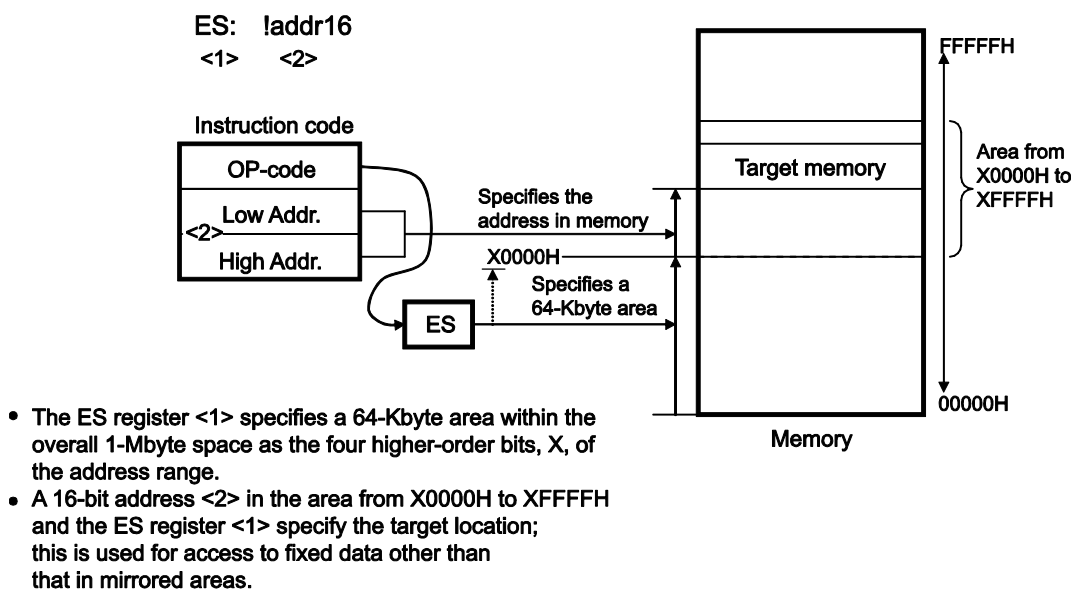 ES: !addr16
<1> <2>
Instruction code
OP-code
Low Addr.
<2>
High Addr.
ES
Specifies the
address in memory
X0000H
Specifies a
64-Kbyte area
Target memory
Memory
FFFFFH
Area from
X0000H to
XFFFFH
00000H
• The ES register <1> specifies a 64-Kbyte area within the
overall 1-Mbyte space as the four higher-order bits, X, of
the address range.
• A 16-bit address <2> in the area from X0000H to XFFFFH
and the ES register <1> specify the target location;
this is used for access to fixed data other than
that in mirrored areas.